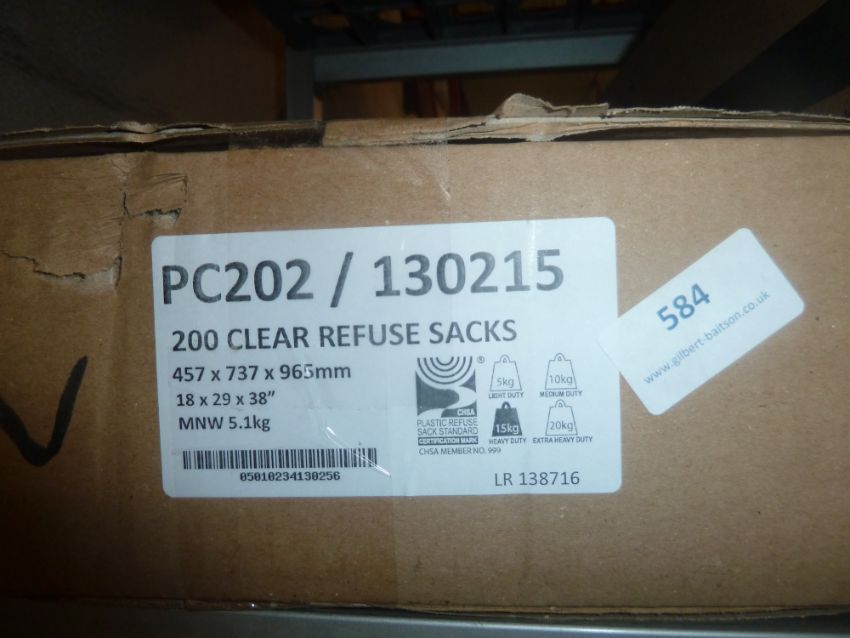 PC202 / 130215
200 CLEAR REFUSE SACKS
457 x 737 x 965mm
18 x 29 x 38”
MNW 5.1kg
05010234130256
®
CHSA
PLASTIC REFUSE
SACK STANDARD
CERTIFICATION MARK
CHSA MEMBER NO. 999
5kg
LIGHT DUTY
10kg
MEDIUM DUTY
15kg
HEAVY DUTY
20kg
EXTRA HEAVY DUTY
LR 138716
584
www.gilbert-baitson.co.uk